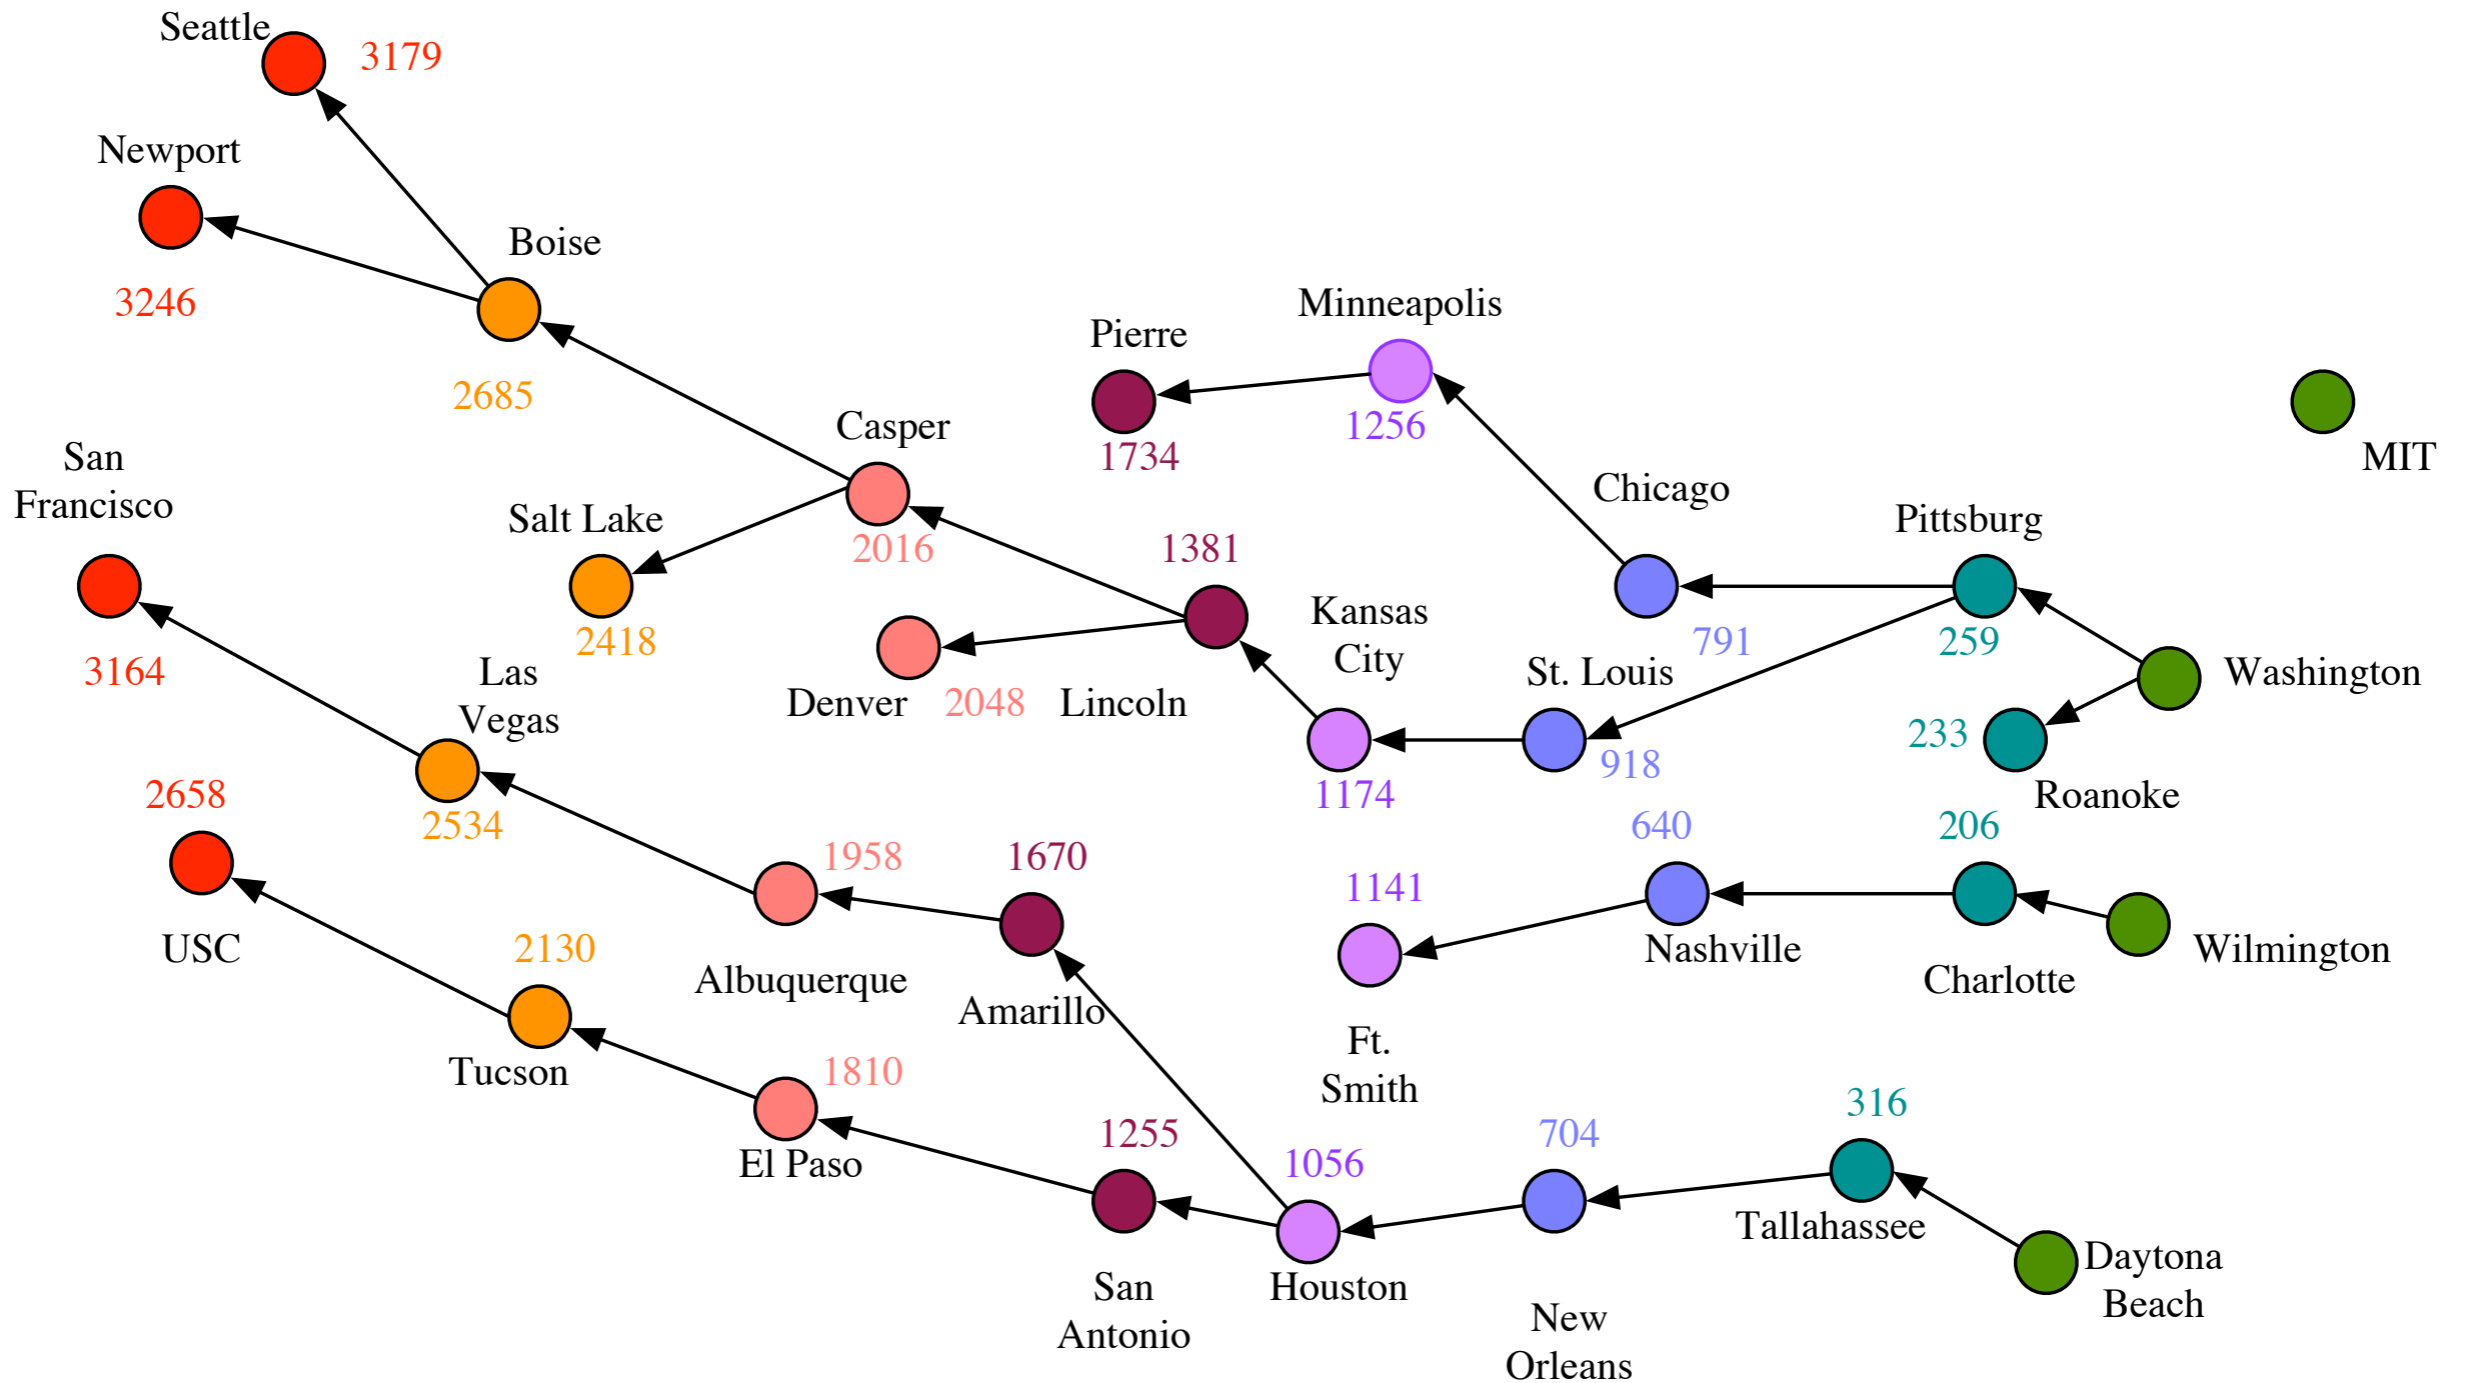 Seattle
3179
Newport
Boise
3246
Minneapolis
Pierre
2685
Casper
1256
San
Francisco
1734
MIT
Chicago
Salt Lake
Pittsburg
2016
1381
Kansas
City
2418
791
259
3164
Las
Vegas
St. Louis
Washington
Denver
2048
Lincoln
233
918
2658
1174
Roanoke
2534
640
206
1958
1670
1141
USC
2130
Nashville
Wilmington
Albuquerque
Charlotte
Amarillo
Ft.
Smith
Tucson
1810
316
1255
704
El Paso
1056
Tallahassee
Daytona
Beach
San
Antonio
Houston
New
Orleans